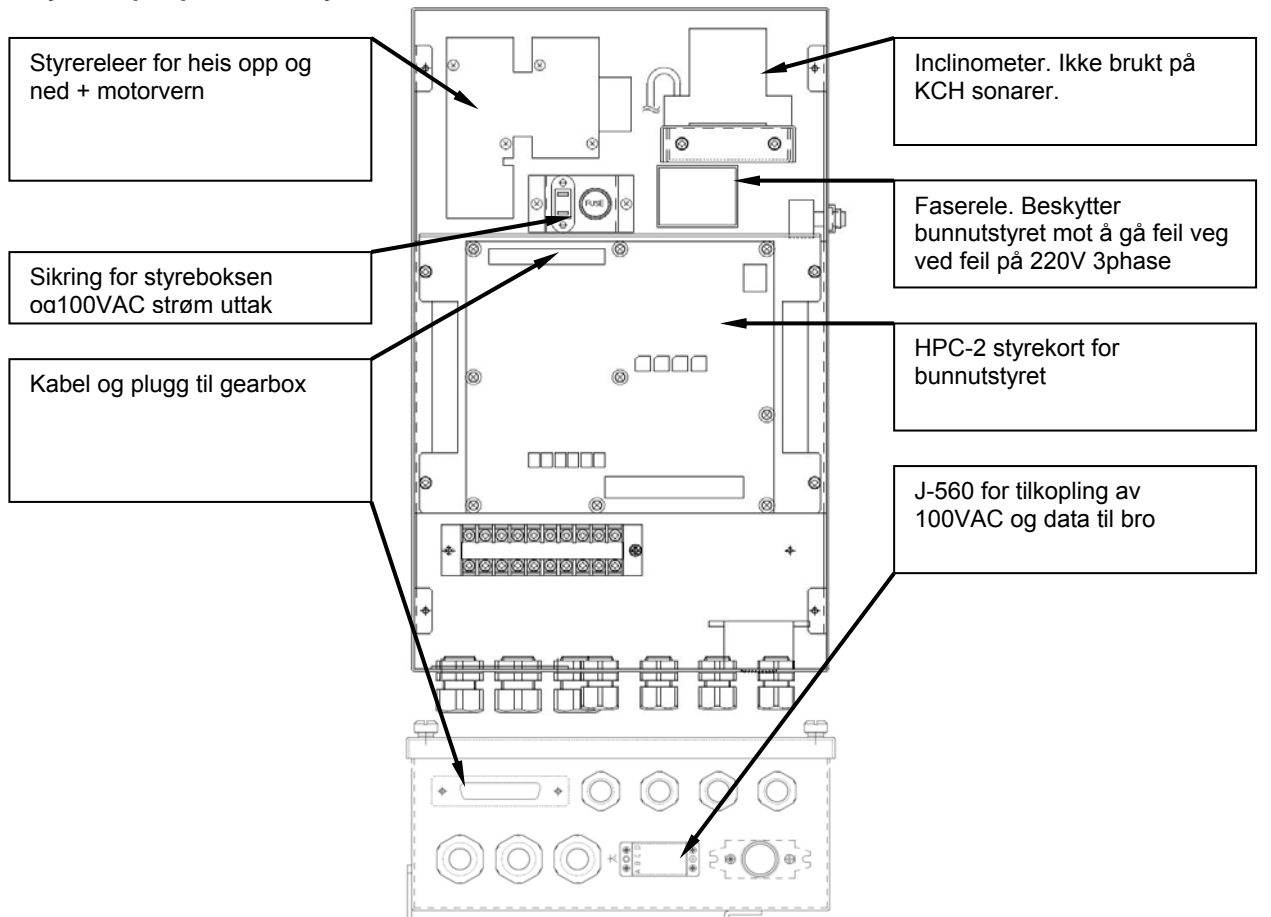 Styrereleer for heis opp og
ned + motorvern
Inclinometer. Ikke brukt på
KCH sonarer.
FUSE
Faserele. Beskytter
bunnutstyret mot å gå feil veg
ved feil på 220V 3phase
Sikring for styreboksen
og100VAC strøm uttak
HPC-2 styrekort for
bunnutstyret
Kabel og plugg til gearbox
J-560 for tilkopling av
100VAC og data til bro